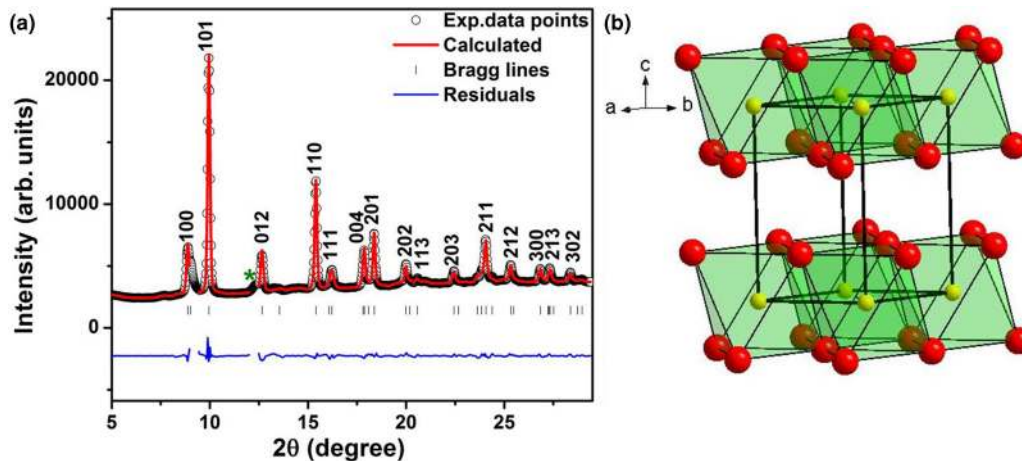 (a)
Exp.data points
Calculated
Bragg lines
Residuals
Intensity (arb. units)
20000
10000
0
100
101
*
012
110
111
004
201
202
113
203
211
212
300
213
302
5 10 15 20 25
2θ (degree)
(b)
c
a b